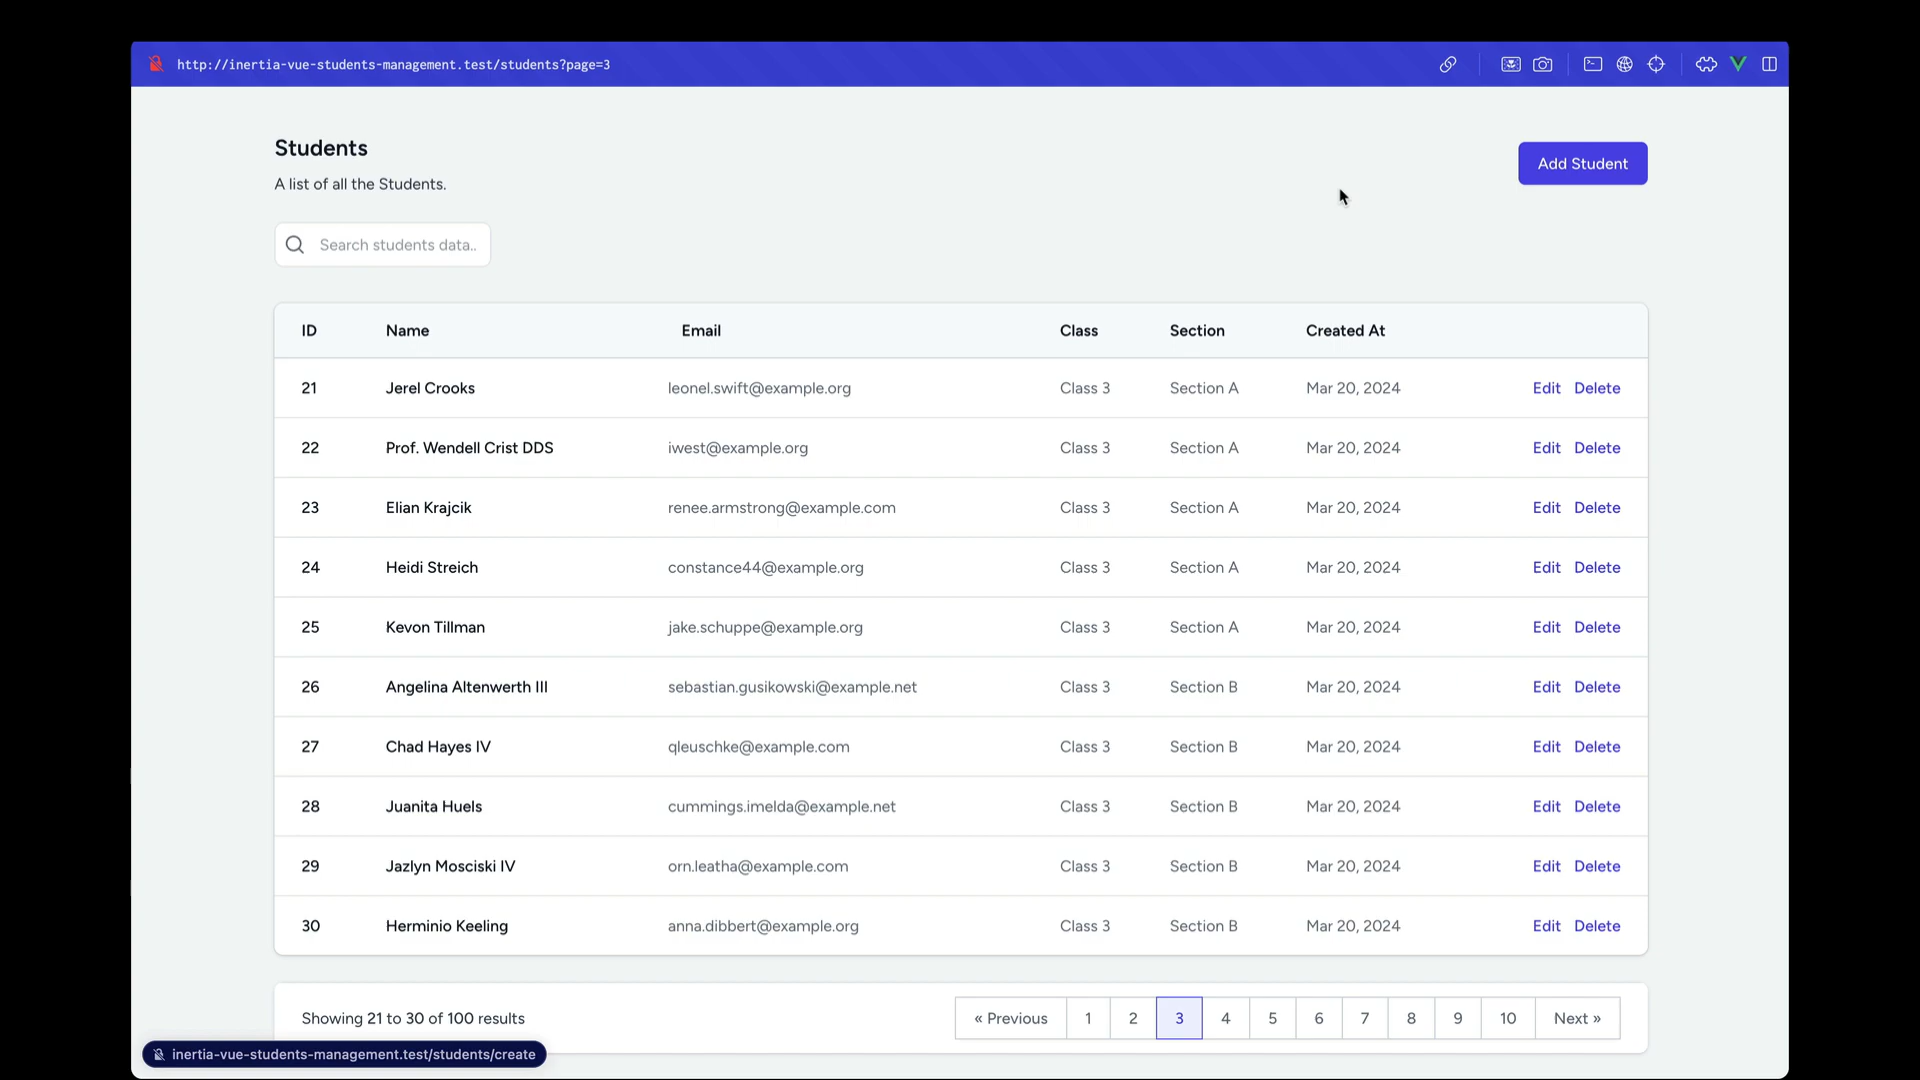 http://inertia-vue-students-management.test/students?page=3
Students
Add Student
A list of all the Students.
Search students data..
ID Name Email Class Section Created At
21 Jerel Crooks leonel.swift@example.org Class 3 Section A Mar 20, 2024 Edit Delete
22 Prof. Wendell Crist DDS iwest@example.org Class 3 Section A Mar 20, 2024 Edit Delete
23 Elian Krajcik renee.armstrong@example.com Class 3 Section A Mar 20, 2024 Edit Delete
24 Heidi Streich constance44@example.org Class 3 Section A Mar 20, 2024 Edit Delete
25 Kevon Tillman jake.schuppe@example.org Class 3 Section A Mar 20, 2024 Edit Delete
26 Angelina Altenwerth III sebastian.gusikowski@example.net Class 3 Section B Mar 20, 2024 Edit Delete
27 Chad Hayes IV qleuschke@example.com Class 3 Section B Mar 20, 2024 Edit Delete
28 Juanita Huels cummings.imelda@example.net Class 3 Section B Mar 20, 2024 Edit Delete
29 Jazlyn Mosciski IV orn.leatha@example.com Class 3 Section B Mar 20, 2024 Edit Delete
30 Herminio Keeling anna.dibbert@example.org Class 3 Section B Mar 20, 2024 Edit Delete
Showing 21 to 30 of 100 results « Previous 1 2 3 4 5 6 7 8 9 10 Next »
inertia-vue-students-management.test/students/create